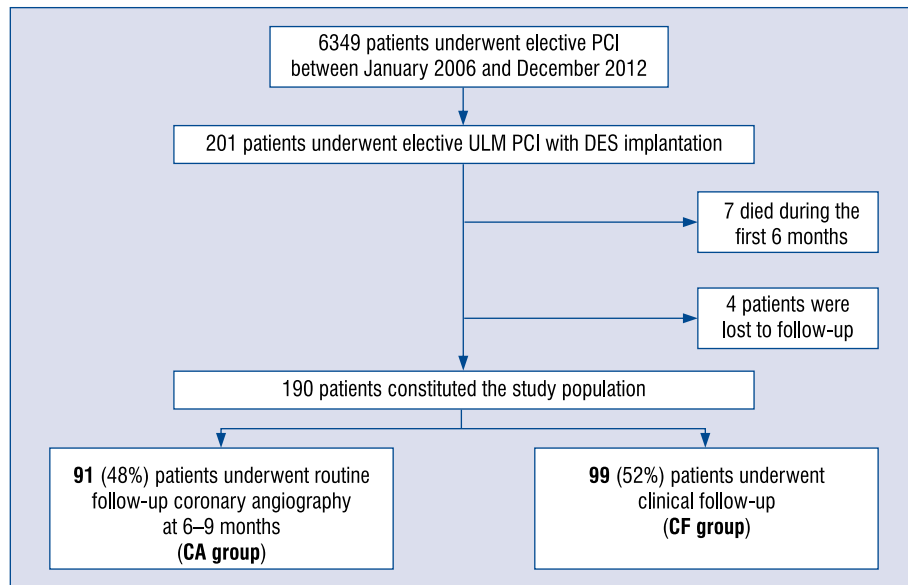 6349 patients underwent elective PCI
between January 2006 and December 2012
201 patients underwent elective ULM PCI with DES implantation
7 died during the
first 6 months
4 patients were
lost to follow-up
190 patients constituted the study population
91 (48%) patients underwent routine
follow-up coronary angiography
at 6–9 months
(CA group)
99 (52%) patients underwent
clinical follow-up
(CF group)